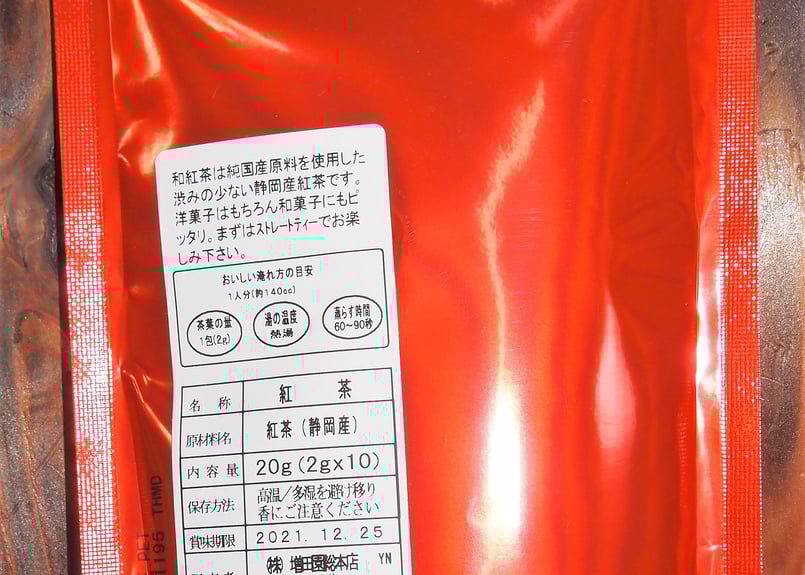 和紅茶は純国産原料を使用した
渋みの少ない静岡産紅茶です。
洋菓子はもちろん和菓子にもピ
ッタリ。まずはストレートティーでお楽
しみ下さい。
おいしい淹れ方の目安
1人分(約140cc)
茶葉の量
1包(2g)
湯の温度
熱湯
蒸らす時間
60~90秒
名 称 紅 茶
原材料名 紅茶(静岡産)
内容量 20g(2g×10)
保存方法 高温/多湿を避け移り
香にご注意ください
賞味期限 2021. 12. 25
(株) 増田園総本店 YN
PET
1195 THMD